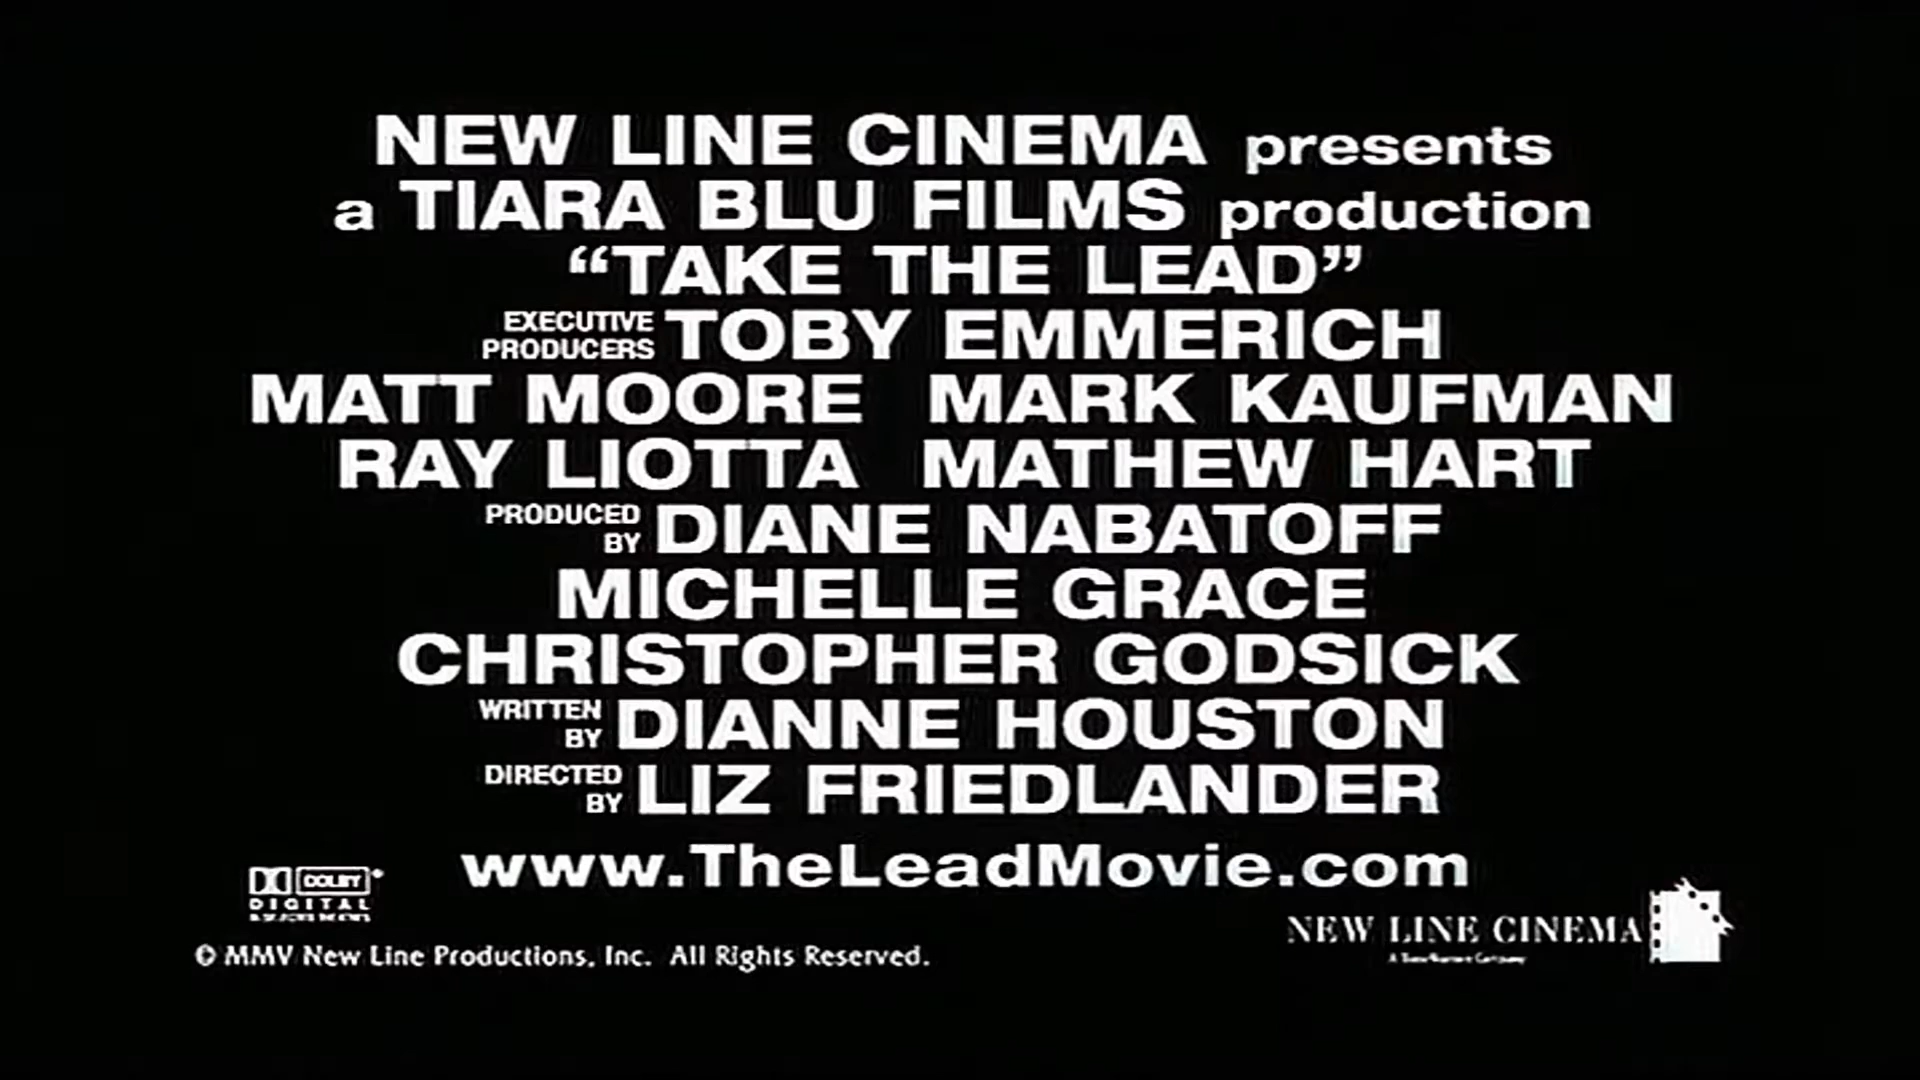 NEW LINE CINEMA presents
a TIARA BLU FILMS production
“TAKE THE LEAD”
EXECUTIVE PRODUCERS TOBY EMMERICH
MATT MOORE MARK KAUFMAN
RAY LIOTTA MATHEW HART
PRODUCED BY DIANE NABATOFF
MICHELLE GRACE
CHRISTOPHER GODSICK
WRITTEN BY DIANNE HOUSTON
DIRECTED BY LIZ FRIEDLANDER
www.TheLeadMovie.com
DOLBY
DIGITAL
NEW LINE CINEMA
© MMV New Line Productions, Inc. All Rights Reserved.